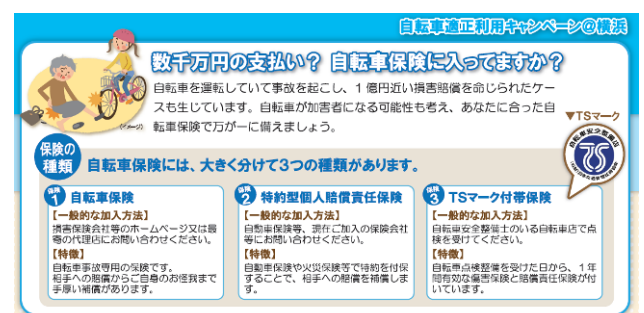 自転車適正利用キャンペーン@横浜
数千万円の支払い? 自転車保険に入ってますか?
自転車を運転していて事故を起こし、1億円近い損害賠償を命じられたケー
スも生じています。自転車が加害者になる可能性も考え、あなたに合った自
転車保険で万が一に備えましょう。
(イメージ)
▼TSマーク
保険の
種類
自転車保険には、大きく分けて3つの種類があります。
保険
1 自転車保険
【一般的な加入方法】
損害保険会社等のホームページ又は最
寄の代理店にお問い合わせください。
【特徴】
自転車事故専用の保険です。
相手への賠償からご自身のお怪我まで
手厚い補償があります。
保険
2 特約型個人賠償責任保険
【一般的な加入方法】
自動車保険等、現在ご加入の保険会社
等にお問い合わせください。
【特徴】
自動車保険や火災保険等で特約を付保
することで、相手への賠償を補償しま
す。
保険
3 TSマーク付帯保険
【一般的な加入方法】
自転車安全整備士のいる自転車店で点
検を受けてください。
【特徴】
自転車点検整備を受けた日から、1年
間有効な傷害保険と賠償責任保険が付
いています。
自転車安全整備店
TS